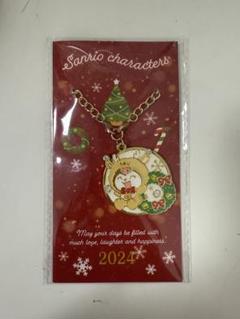 Sanrio characters
May your days be filled with
much love, laughter and happiness.
2024